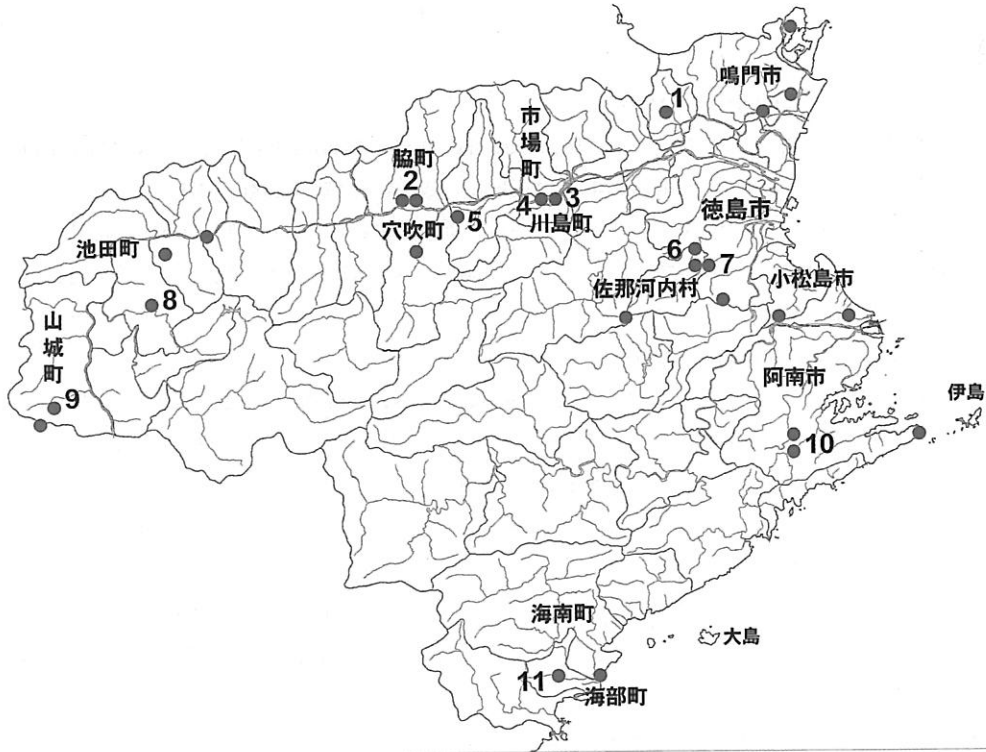 鳴門市
1
市場町
脇町
2
4
3
川島町
5
穴吹町
徳島市
池田町
6
7
佐那河内村
小松島市
8
山城町
阿南市
伊島
9
10
海南町
大島
11
海部町